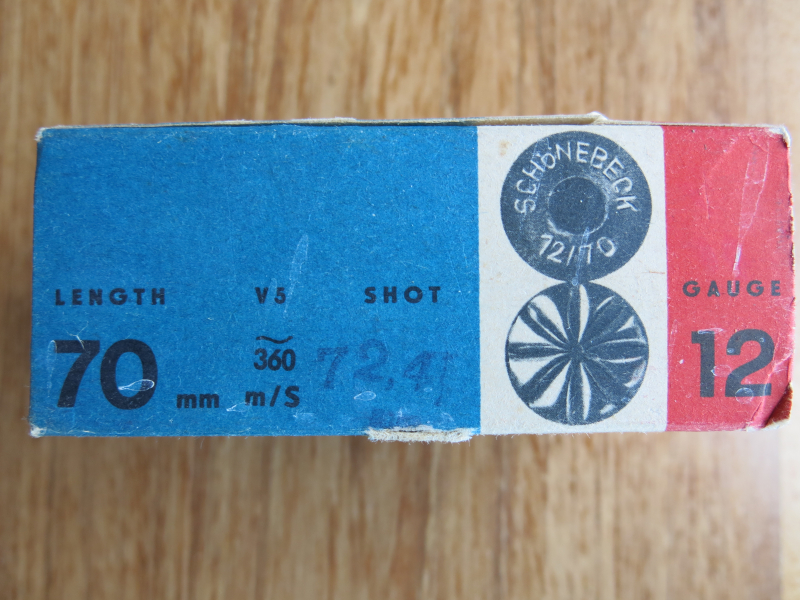 SCHÖNEBECK
12/70
LENGTH V5 SHOT GAUGE
70 mm 360 m/S 12